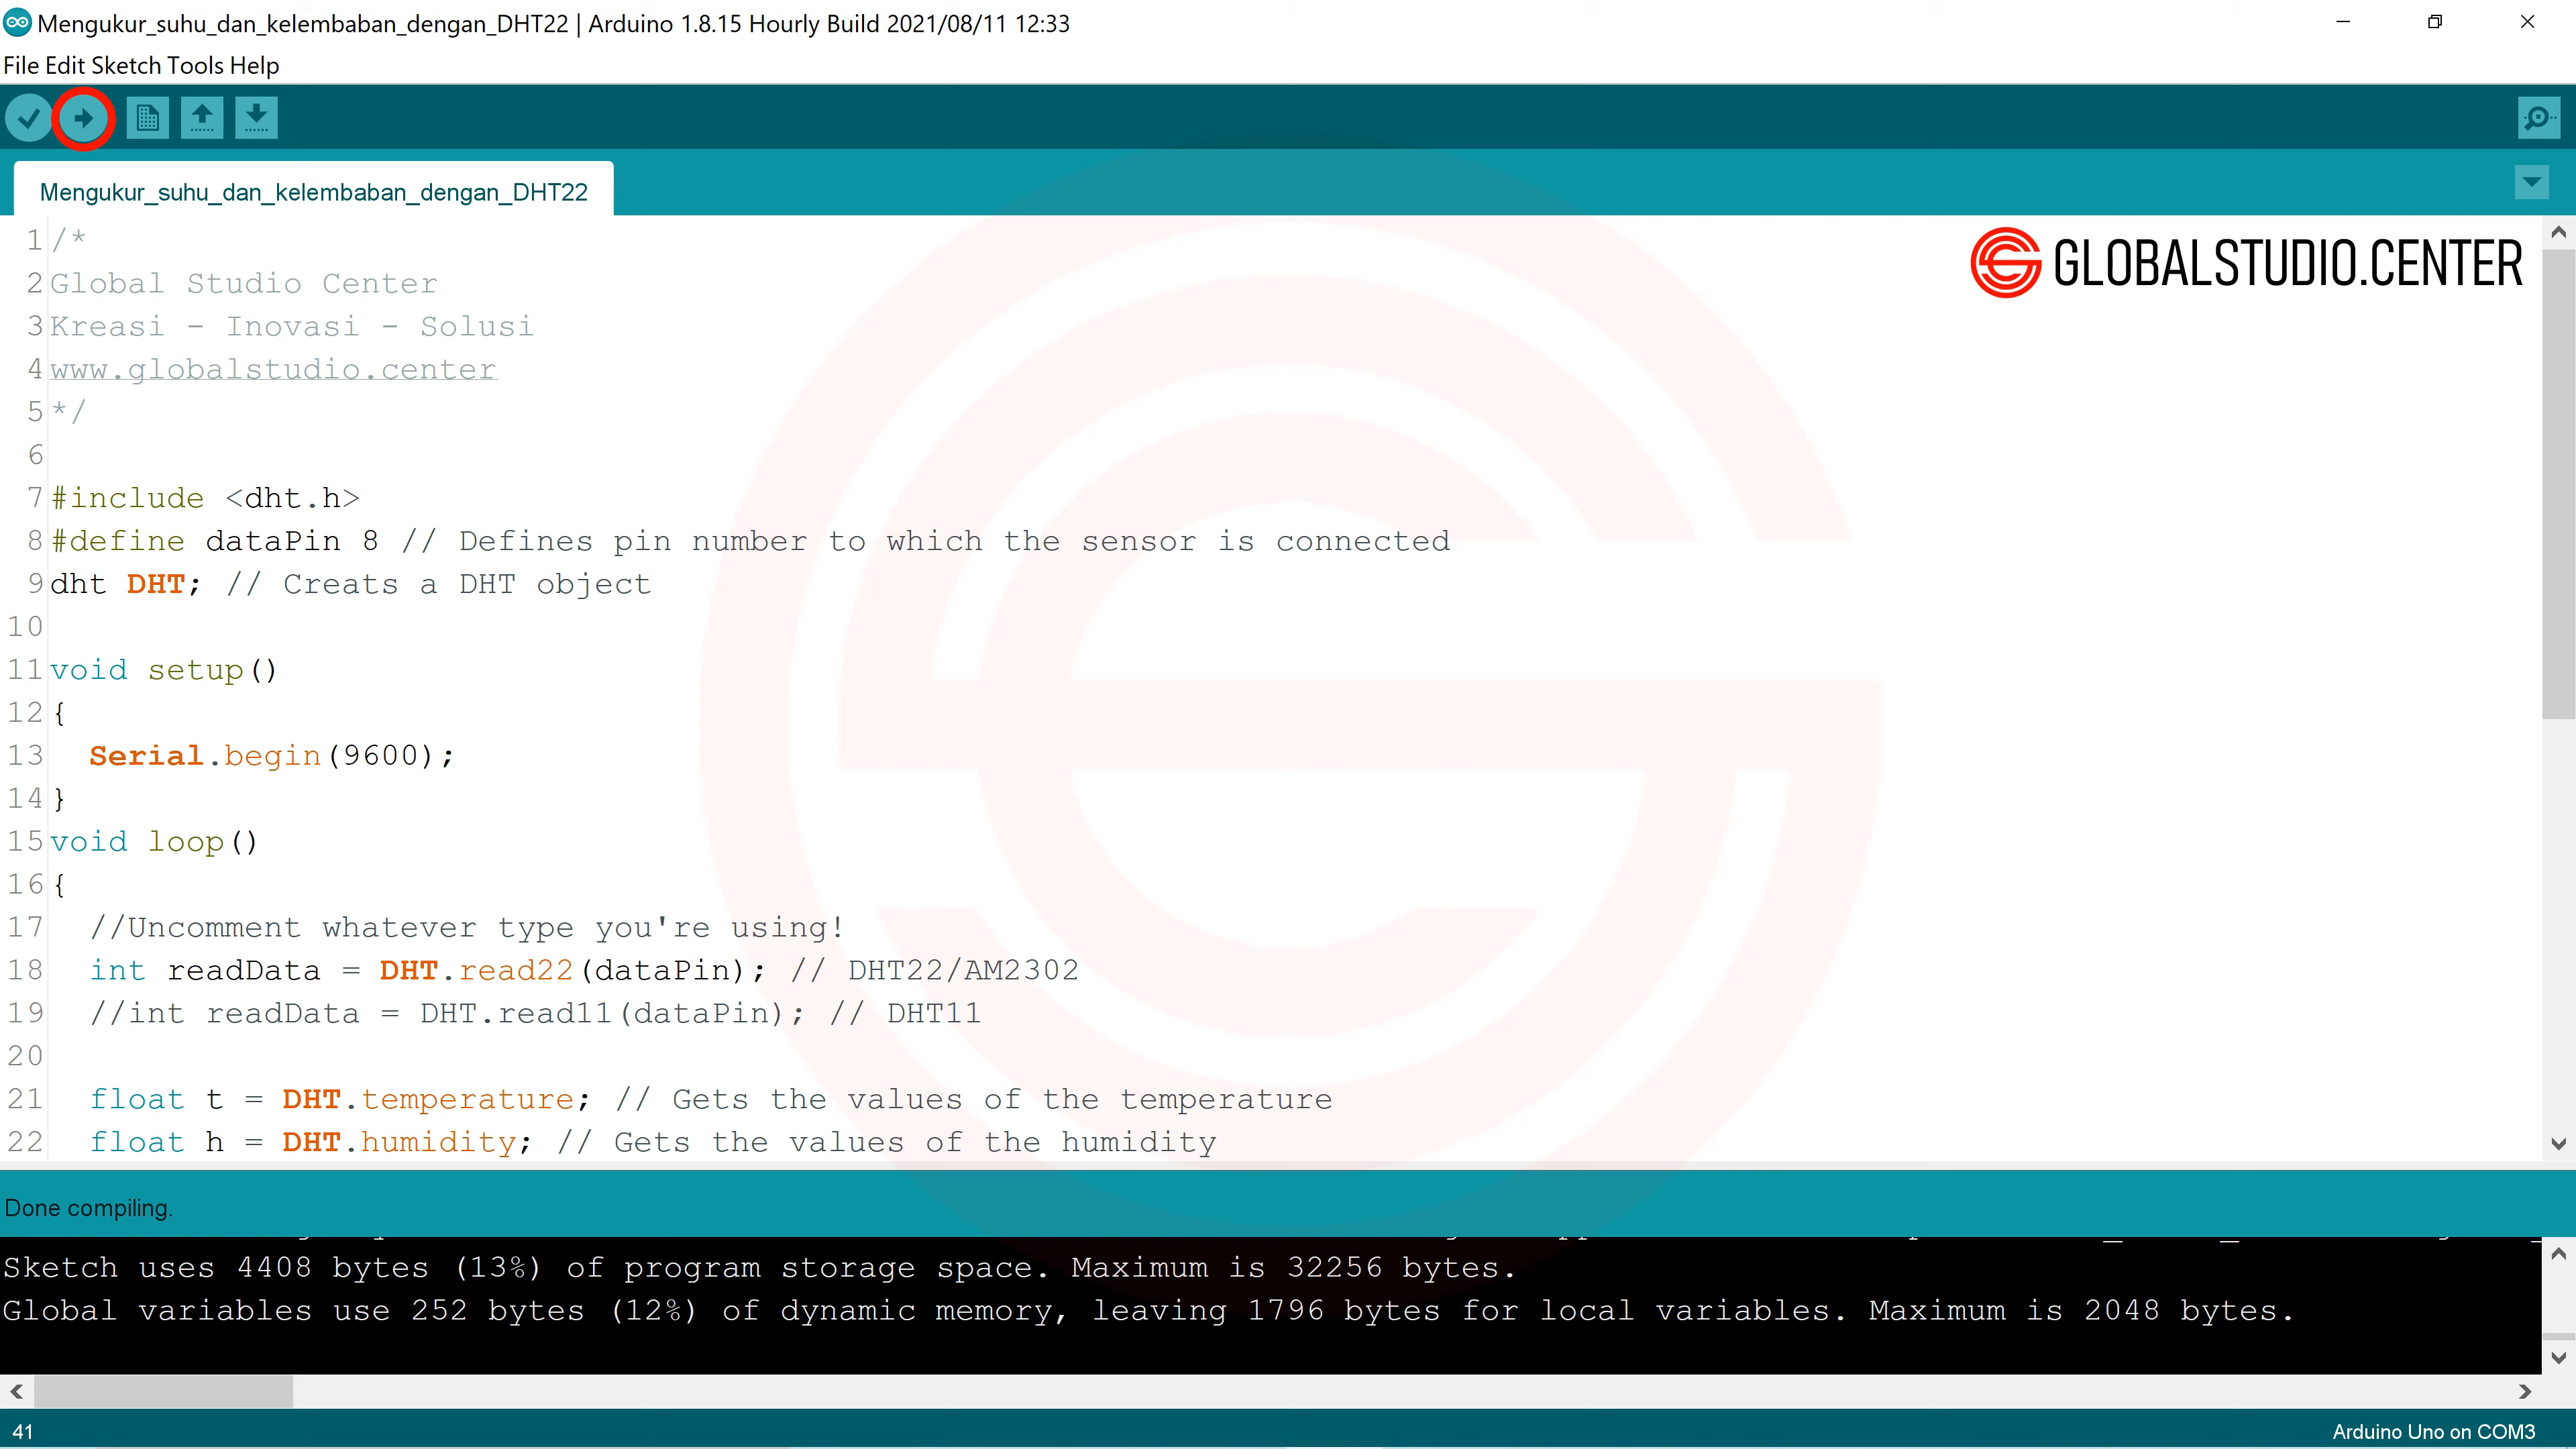 Mengukur_suhu_dan_kelembaban_dengan_DHT22 | Arduino 1.8.15 Hourly Build 2021/08/11 12:33
File Edit Sketch Tools Help
Mengukur_suhu_dan_kelembaban_dengan_DHT22
GLOBALSTUDIO.CENTER
1 /*
2 Global Studio Center
3 Kreasi - Inovasi - Solusi
4 www.globalstudio.center
5 */
6
7 #include <dht.h>
8 #define dataPin 8 // Defines pin number to which the sensor is connected
9 dht DHT; // Creats a DHT object
10
11 void setup()
12 {
13   Serial.begin(9600);
14 }
15 void loop()
16 {
17   //Uncomment whatever type you're using!
18   int readData = DHT.read22(dataPin); // DHT22/AM2302
19   //int readData = DHT.read11(dataPin); // DHT11
20
21   float t = DHT.temperature; // Gets the values of the temperature
22   float h = DHT.humidity; // Gets the values of the humidity
Done compiling.
Sketch uses 4408 bytes (13%) of program storage space. Maximum is 32256 bytes.
Global variables use 252 bytes (12%) of dynamic memory, leaving 1796 bytes for local variables. Maximum is 2048 bytes.
41
Arduino Uno on COM3